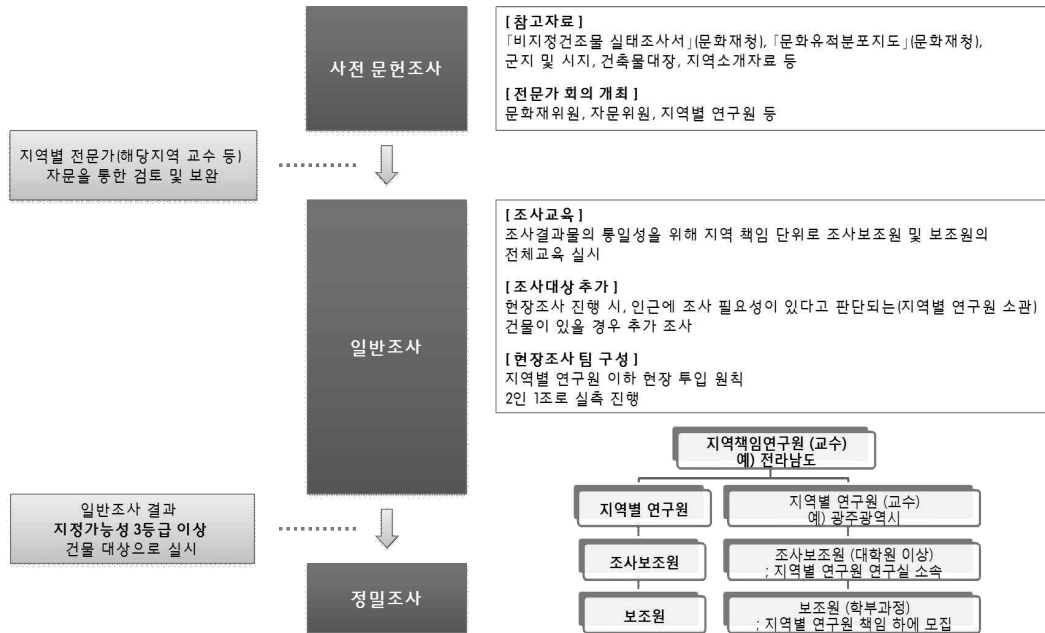 사전 문헌조사
[ 참고자료 ]
「비지정건조물 실태조사서」(문화재청), 「문화유적분포지도」(문화재청),
군지 및 시지, 건축물대장, 지역소개자료 등
[ 전문가 회의 개최 ]
문화재위원, 자문위원, 지역별 연구원 등
지역별 전문가(해당지역 교수 등)
자문을 통한 검토 및 보완
일반조사
[ 조사교육 ]
조사결과물의 통일성을 위해 지역 책임 단위로 조사보조원 및 보조원의
전체교육 실시
[ 조사대상 추가 ]
현장조사 진행 시, 인근에 조사 필요성이 있다고 판단되는(지역별 연구원 소관)
건물이 있을 경우 추가 조사
[ 현장조사 팀 구성 ]
지역별 연구원 이하 현장 투입 원칙
2인 1조로 실측 진행
지역책임연구원 (교수)
예) 전라남도
지역별 연구원
지역별 연구원 (교수)
예) 광주광역시
조사보조원
조사보조원 (대학원 이상)
; 지역별 연구원 연구실 소속
보조원
보조원 (학부과정)
; 지역별 연구원 책임 하에 모집
일반조사 결과
지정가능성 3등급 이상
건물 대상으로 실시
정밀조사